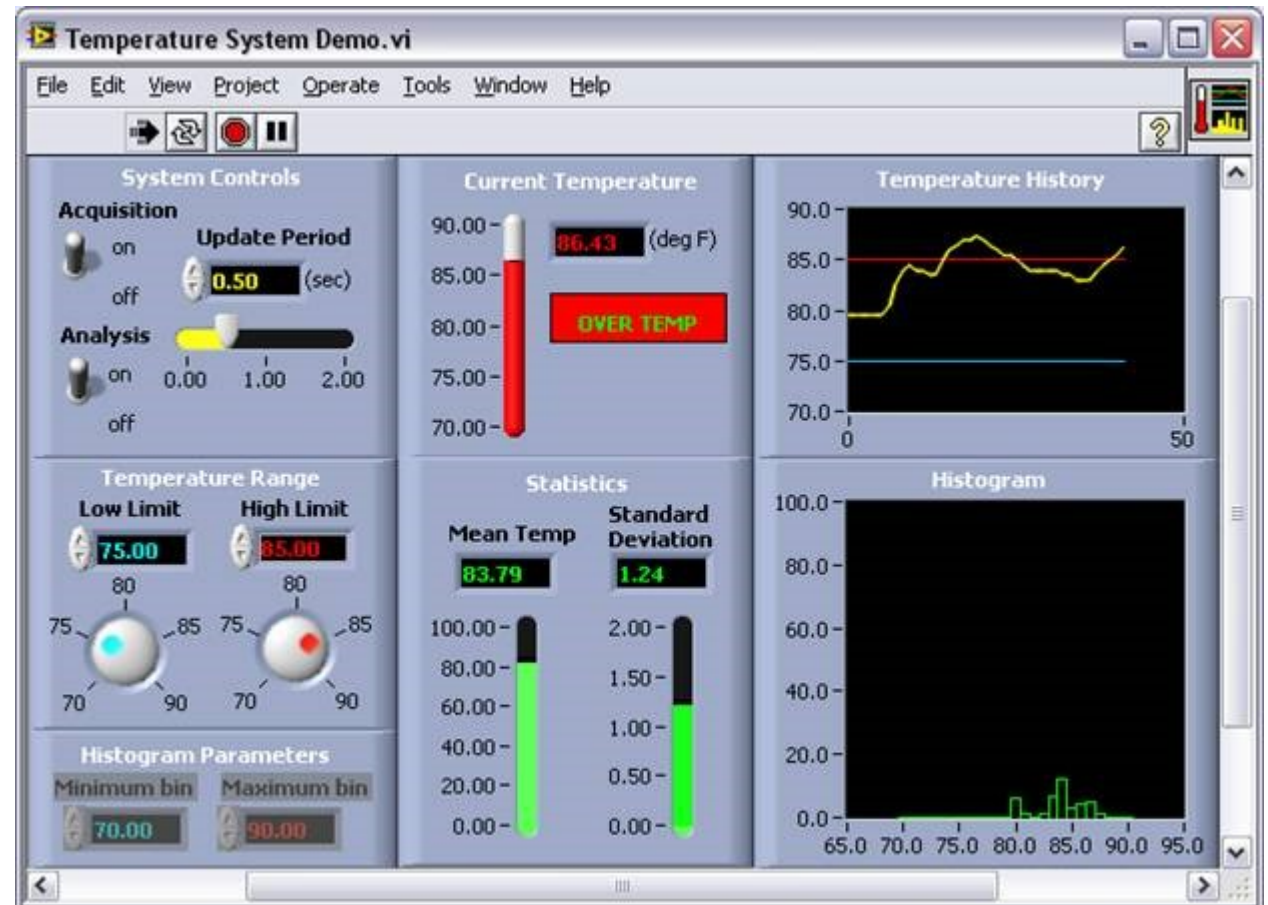 Temperature System Demo.vi
File Edit View Project Operate Tools Window Help
System Controls
Acquisition
on
off
Update Period
0.50 (sec)
Analysis
on
off
0.00 1.00 2.00
Current Temperature
90.00
85.00
80.00
75.00
70.00
86.43 (deg F)
OVER TEMP
Temperature History
90.0
85.0
80.0
75.0
70.0
0 50
Temperature Range
Low Limit High Limit
75.00 85.00
80 80
75 85 75 85
70 90 70 90
Statistics
Mean Temp
83.79
100.00
80.00
60.00
40.00
20.00
0.00
Standard
Deviation
1.24
2.00
1.50
1.00
0.50
0.00
Histogram
100.0
80.0
60.0
40.0
20.0
0.0
65.0 70.0 75.0 80.0 85.0 90.0 95.0
Histogram Parameters
Minimum bin Maximum bin
70.00 90.00